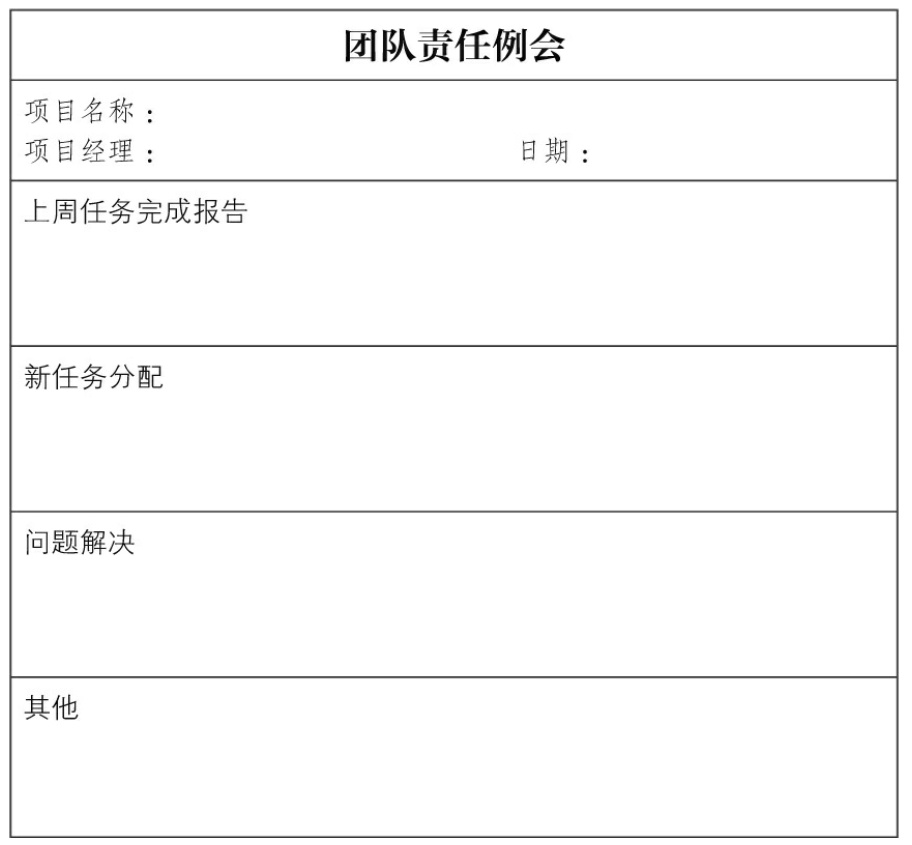 团队责任例会
项目名称：
项目经理： 日期：
上周任务完成报告
新任务分配
问题解决
其他